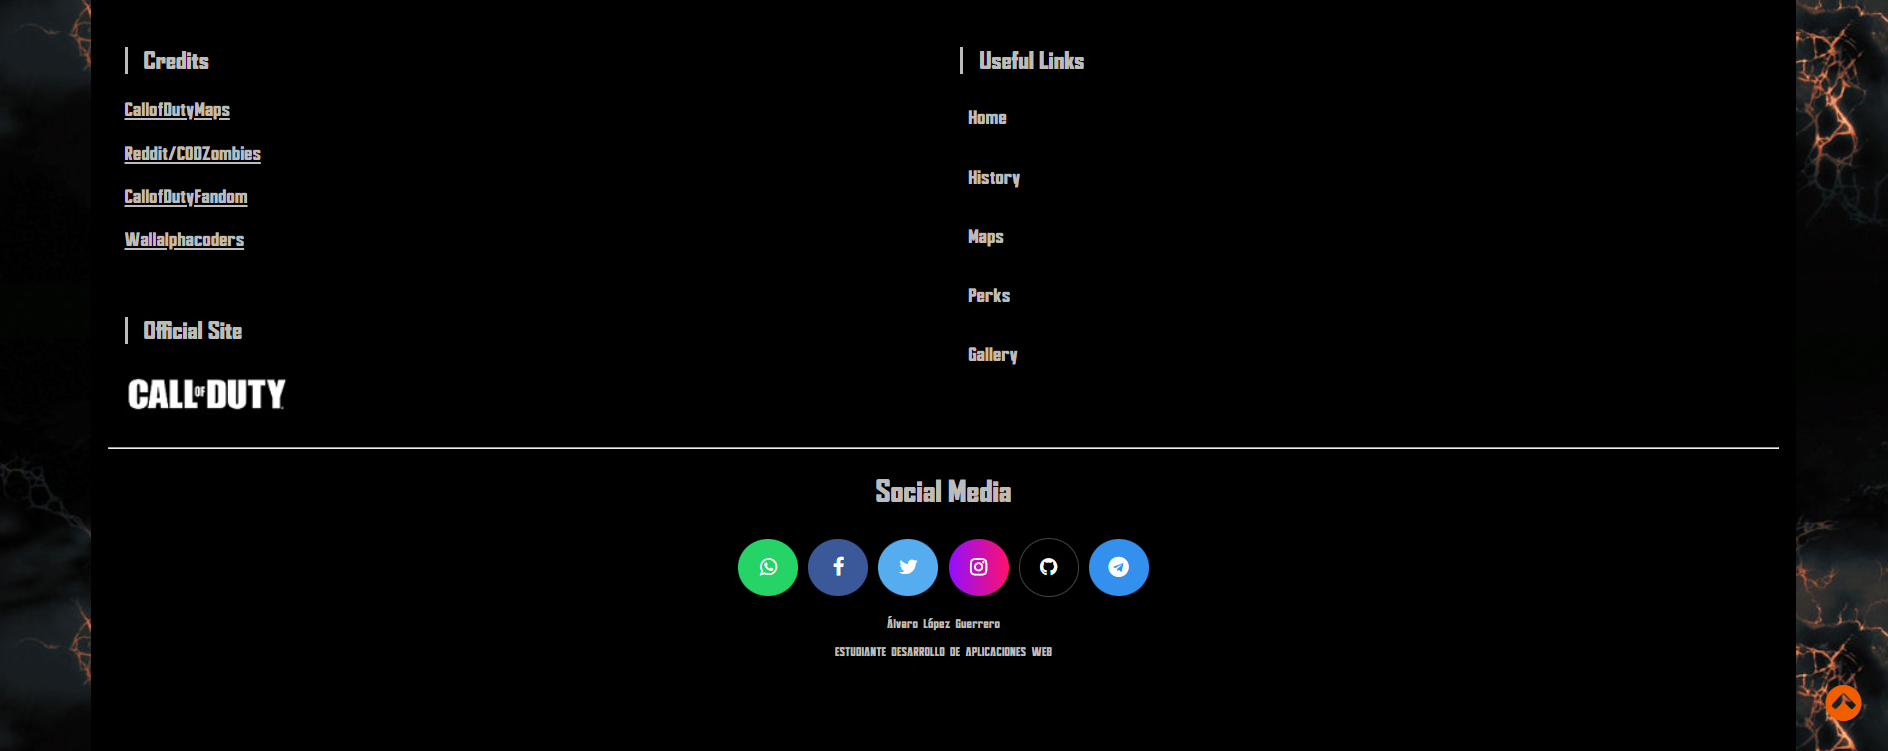 Credits
CallofDutyMaps
Reddit/CODZombies
CallofDutyFandom
Wallalphacoders
Official Site
CALL OF DUTY
Useful Links
Home
History
Maps
Perks
Gallery
Social Media
Álvaro López Guerrero
ESTUDIANTE DESARROLLO DE APLICACIONES WEB